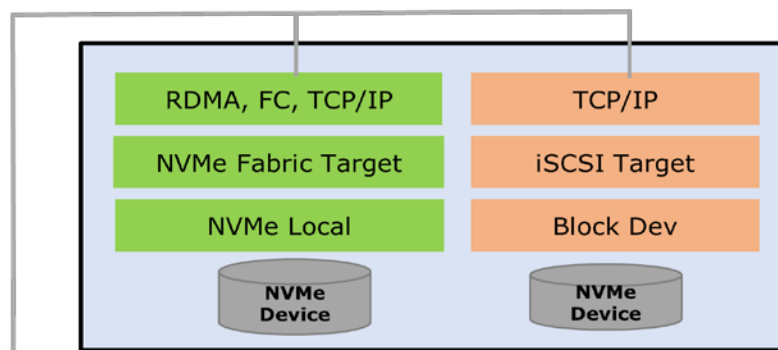 RDMA, FC, TCP/IP
NVMe Fabric Target
NVMe Local
NVMe
Device
TCP/IP
iSCSI Target
Block Dev
NVMe
Device